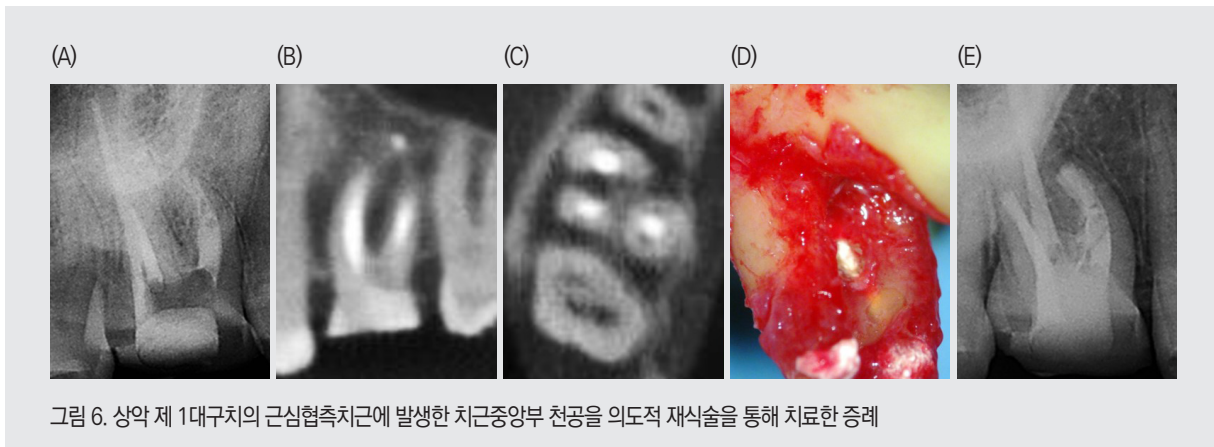 (A) (B) (C) (D) (E)
그림 6. 상악 제 1대구치의 근심협측치근에 발생한 치근중앙부 천공을 의도적 재식술을 통해 치료한 증례